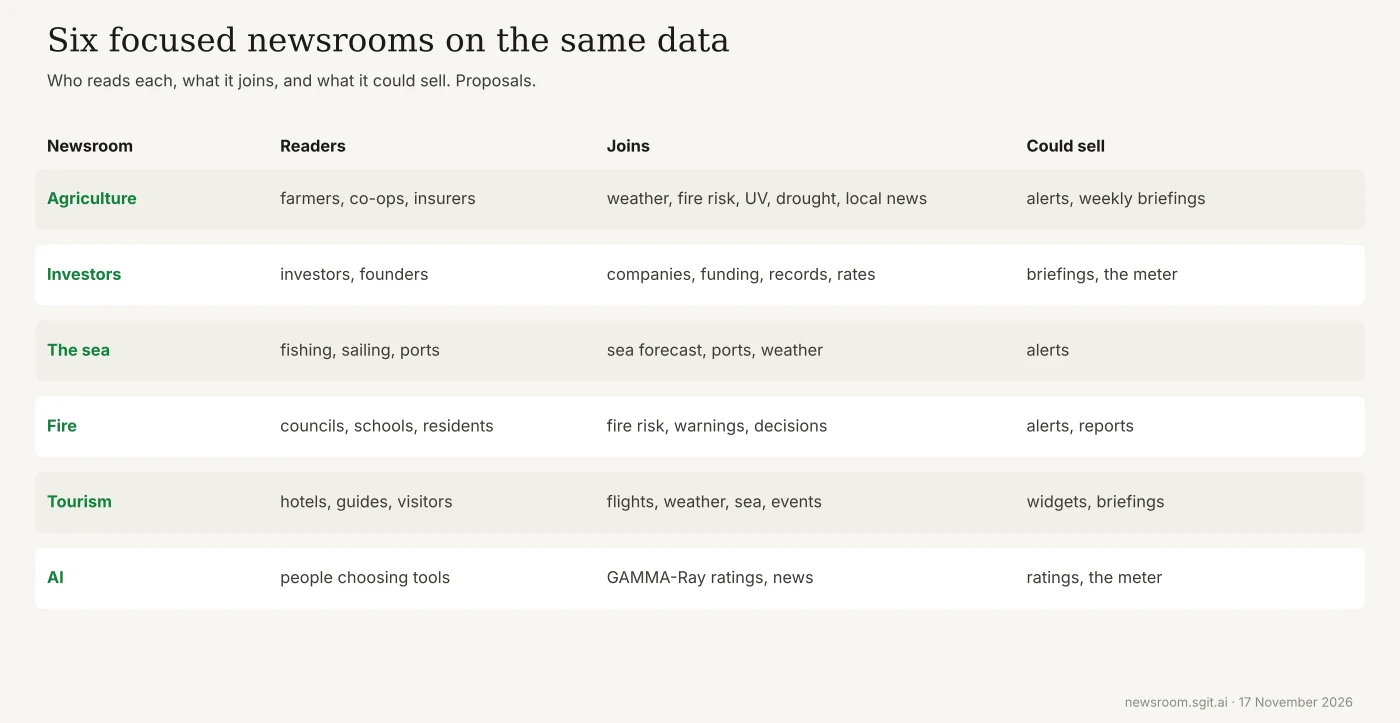 Six focused newsrooms on the same data
Who reads each, what it joins, and what it could sell. Proposals.
Newsroom Readers Joins Could sell
Agriculture farmers, co-ops, insurers weather, fire risk, UV, drought, local news alerts, weekly briefings
Investors investors, founders companies, funding, records, rates briefings, the meter
The sea fishing, sailing, ports sea forecast, ports, weather alerts
Fire councils, schools, residents fire risk, warnings, decisions alerts, reports
Tourism hotels, guides, visitors flights, weather, sea, events widgets, briefings
AI people choosing tools GAMMA-Ray ratings, news ratings, the meter
newsroom.sgit.ai · 17 November 2026